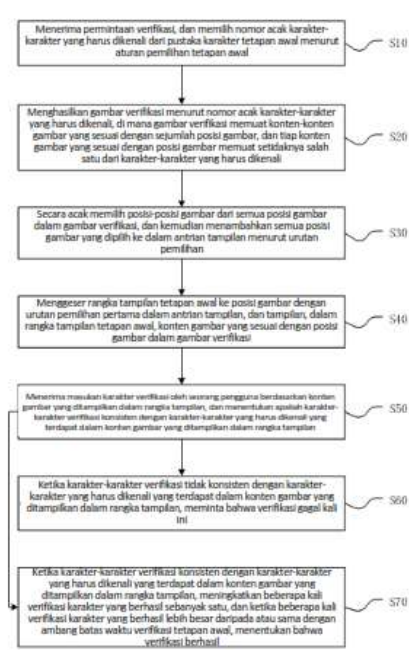 Menerima permintaan verifikasi, dan memilih nomor acak karakter-
karakter yang harus dikenali dari pustaka karakter tetapan awal menurut
aturan pemilihan tetapan awal
S10
Menghasilkan gambar verifikasi menurut nomor acak karakter-karakter
yang harus dikenali, di mana gambar verifikasi memuat konten-konten
gambar yang sesuai dengan sejumlah posisi gambar, dan tiap konten
gambar yang sesuai dengan posisi gambar memuat setidaknya salah
satu dari karakter-karakter yang harus dikenali
S20
Secara acak memilih posisi-posisi gambar dari semua posisi gambar
dalam gambar verifikasi, dan kemudian menambahkan semua posisi
gambar yang dipilih ke dalam antrian tampilan menurut urutan
pemilihan
S30
Menggeser rangka tampilan tetapan awal ke posisi gambar dengan
urutan pemilihan pertama dalam antrian tampilan, dan tampilan, dalam
rangka tampilan tetapan awal, konten gambar yang sesuai dengan posisi
gambar dalam gambar verifikasi
S40
Menerima masukan karakter verifikasi oleh seorang pengguna berdasarkan konten
gambar yang ditampilkan dalam rangka tampilan, dan menentukan apakah karakter-
karakter verifikasi konsisten dengan karakter-karakter yang harus dikenali yang
terdapat dalam konten gambar yang ditampilkan dalam rangka tampilan
S50
Ketika karakter-karakter verifikasi tidak konsisten dengan karakter-
karakter yang harus dikenali yang terdapat dalam konten gambar yang
ditampilkan dalam rangka tampilan, meminta bahwa verifikasi gagal kali
ini
S60
Ketika karakter-karakter verifikasi konsisten dengan karakter-karakter
yang harus dikenali yang terdapat dalam konten gambar yang
ditampilkan dalam rangka tampilan, meningkatkan beberapa kali
verifikasi karakter yang berhasil sebanyak satu, dan ketika beberapa kali
verifikasi karakter yang berhasil lebih besar daripada atau sama dengan
ambang batas waktu verifikasi tetapan awal, menentukan bahwa
verifikasi berhasil
S70